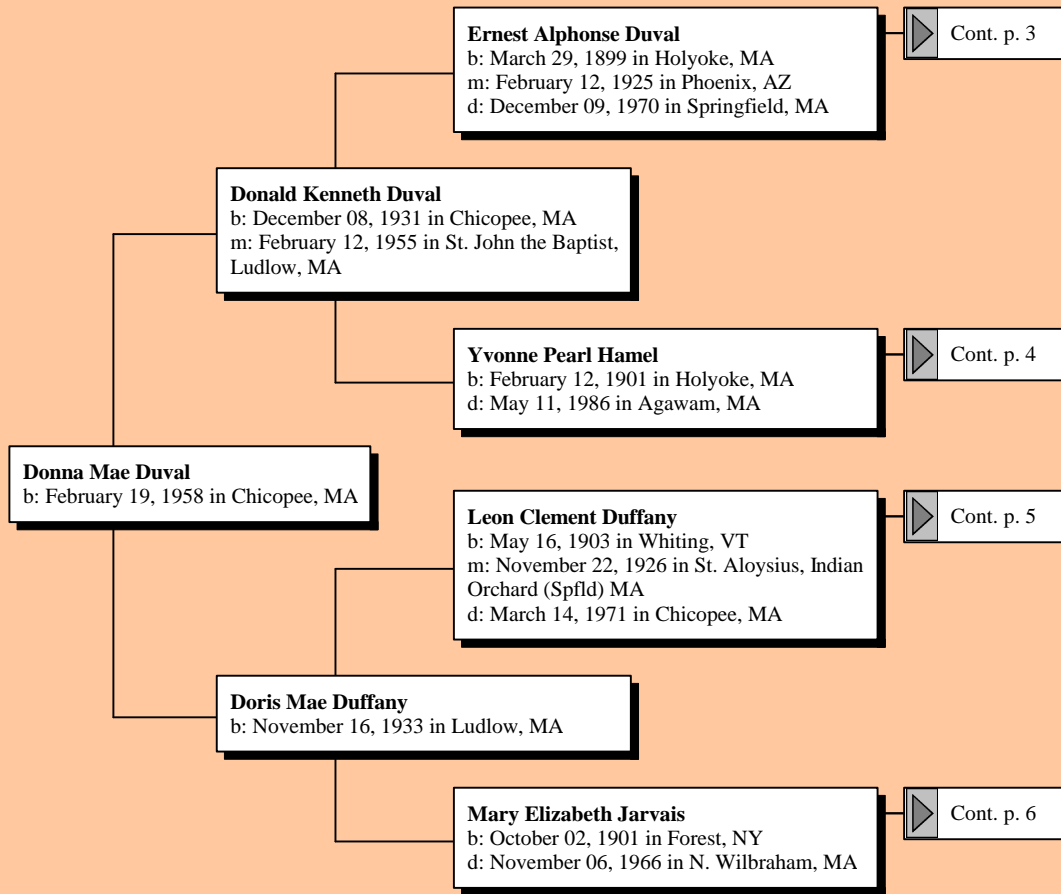 Ernest Alphonse Duval
b: March 29, 1899 in Holyoke, MA
m: February 12, 1925 in Phoenix, AZ
d: December 09, 1970 in Springfield, MA
Cont. p. 3
Donald Kenneth Duval
b: December 08, 1931 in Chicopee, MA
m: February 12, 1955 in St. John the Baptist,
Ludlow, MA
Yvonne Pearl Hamel
b: February 12, 1901 in Holyoke, MA
d: May 11, 1986 in Agawam, MA
Cont. p. 4
Donna Mae Duval
b: February 19, 1958 in Chicopee, MA
Leon Clement Duffany
b: May 16, 1903 in Whiting, VT
m: November 22, 1926 in St. Aloysius, Indian
Orchard (Spfld) MA
d: March 14, 1971 in Chicopee, MA
Cont. p. 5
Doris Mae Duffany
b: November 16, 1933 in Ludlow, MA
Mary Elizabeth Jarvais
b: October 02, 1901 in Forest, NY
d: November 06, 1966 in N. Wilbraham, MA
Cont. p. 6